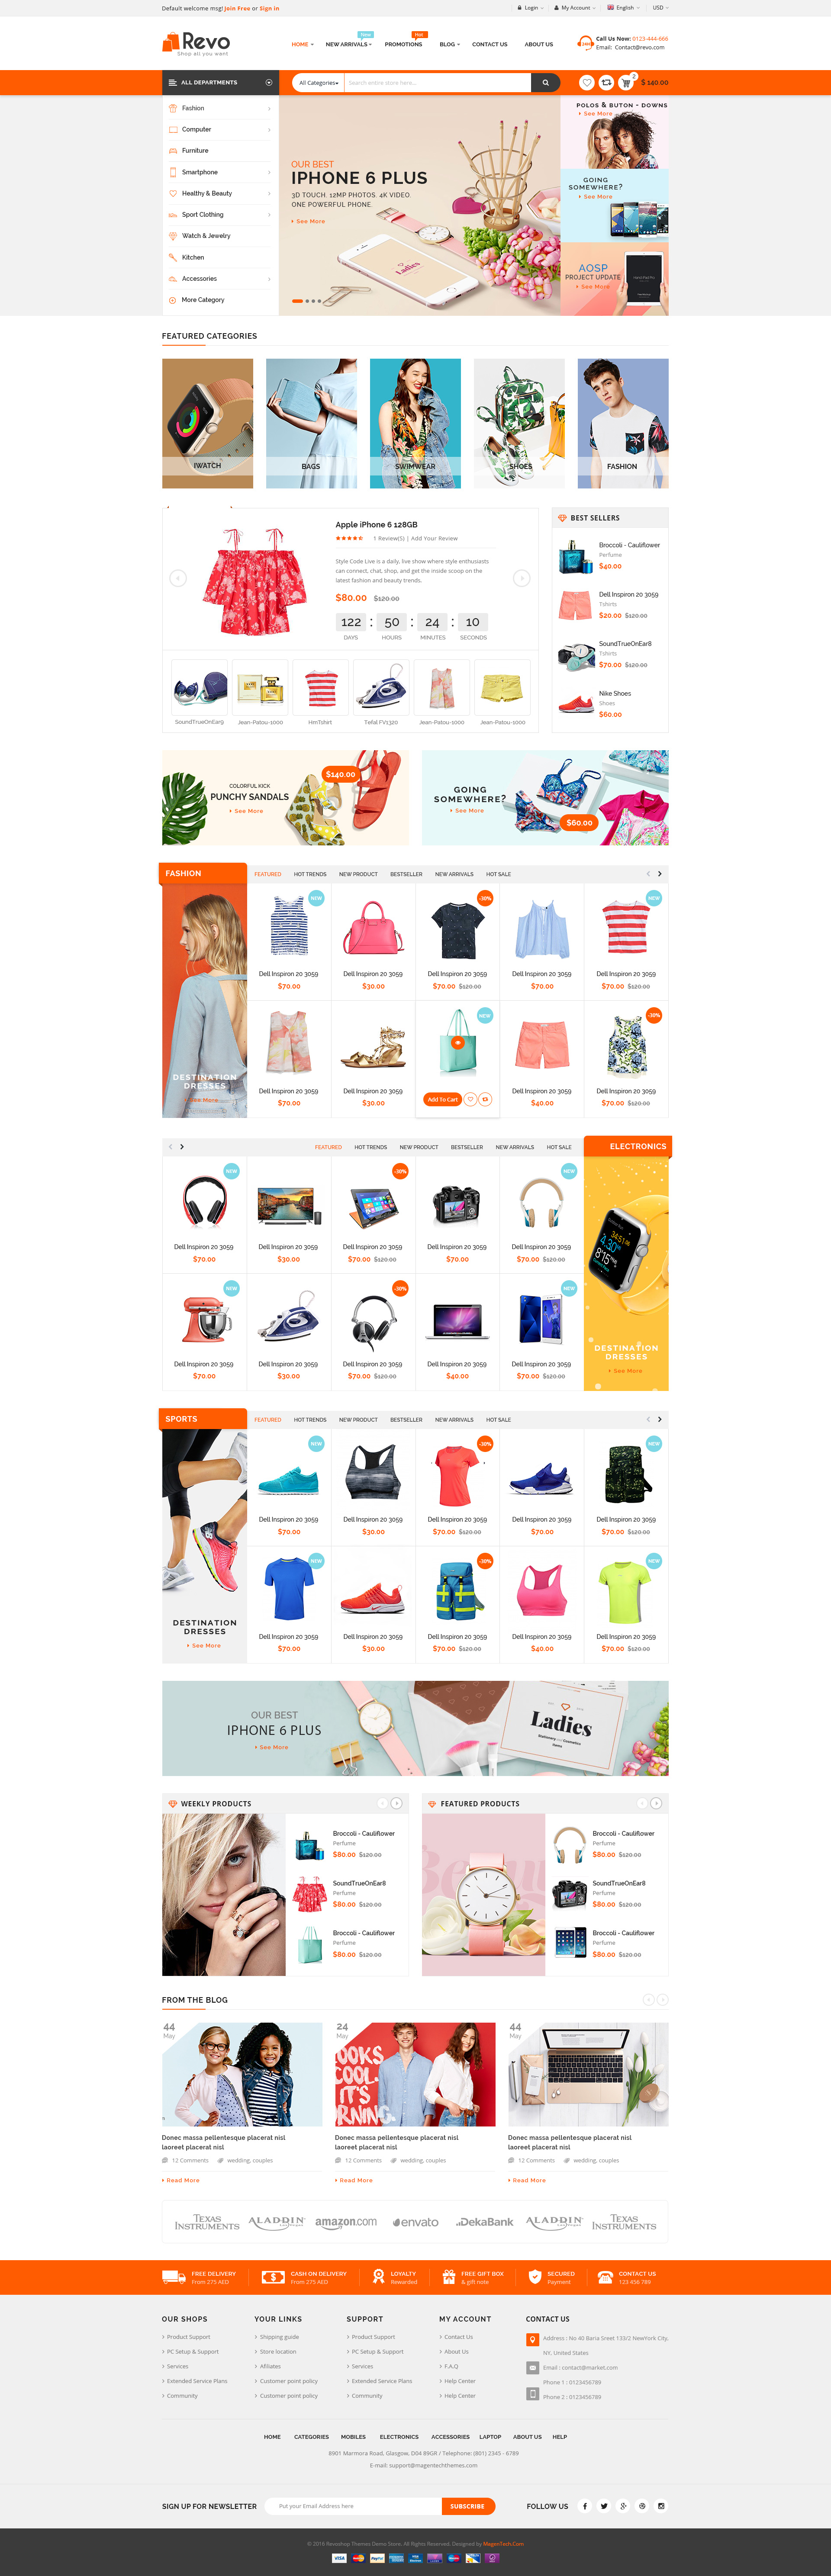 Default welcome msg! Join Free or Sign in
Login
My Account
English
USD
Revo
Shop all you want
HOME
NEW ARRIVALS
New
PROMOTIONS
Hot
BLOG
CONTACT US
ABOUT US
Call Us Now: 0123-444-666
Email: Contact@revo.com
ALL DEPARTMENTS
All Categories
Search entire store here...
2
$ 140.00
Fashion
Computer
Furniture
Smartphone
Healthy & Beauty
Sport Clothing
Watch & Jewelry
Kitchen
Accessories
More Category
OUR BEST
IPHONE 6 PLUS
3D TOUCH. 12MP PHOTOS. 4K VIDEO.
ONE POWERFUL PHONE.
See More
Ladies
POLOS & BUTON - DOWNS
See More
GOING
SOMEWHERE?
See More
AOSP
PROJECT UPDATE
See More
FEATURED CATEGORIES
IWATCH
BAGS
SWIMWEAR
SHOES
FASHION
Apple iPhone 6 128GB
1 Review(S) | Add Your Review
Style Code Live is a daily, live show where style enthusiasts
can connect, chat, shop, and get the inside scoop on the
latest fashion and beauty trends.
$80.00 $120.00
122 : 50 : 24 : 10
DAYS HOURS MINUTES SECONDS
SoundTrueOnEar9
Jean-Patou-1000
HmTshirt
Tefal FV1320
Jean-Patou-1000
Jean-Patou-1000
BEST SELLERS
Broccoli - Cauliflower
Perfume
$40.00
Dell Inspiron 20 3059
Tshirts
$20.00 $120.00
SoundTrueOnEar8
Tshirts
$70.00 $120.00
Nike Shoes
Shoes
$60.00
COLORFUL KICK
PUNCHY SANDALS
See More
$140.00
GOING
SOMEWHERE?
See More
$60.00
FASHION
FEATURED HOT TRENDS NEW PRODUCT BESTSELLER NEW ARRIVALS HOT SALE
DESTINATION
DRESSES
See More
NEW
-30%
NEW
Dell Inspiron 20 3059 Dell Inspiron 20 3059 Dell Inspiron 20 3059 Dell Inspiron 20 3059 Dell Inspiron 20 3059
$70.00 $30.00 $70.00 $120.00 $70.00 $70.00 $120.00
NEW
-30%
Dell Inspiron 20 3059 Dell Inspiron 20 3059 Dell Inspiron 20 3059 Dell Inspiron 20 3059
Add To Cart
$70.00 $30.00 $40.00 $70.00 $120.00
FEATURED HOT TRENDS NEW PRODUCT BESTSELLER NEW ARRIVALS HOT SALE
ELECTRONICS
NEW
-30%
NEW
Dell Inspiron 20 3059 Dell Inspiron 20 3059 Dell Inspiron 20 3059 Dell Inspiron 20 3059 Dell Inspiron 20 3059
$70.00 $30.00 $70.00 $120.00 $70.00 $70.00 $120.00
NEW
-30%
NEW
Dell Inspiron 20 3059 Dell Inspiron 20 3059 Dell Inspiron 20 3059 Dell Inspiron 20 3059 Dell Inspiron 20 3059
$70.00 $30.00 $70.00 $120.00 $40.00 $70.00 $120.00
DESTINATION
DRESSES
See More
SPORTS
FEATURED HOT TRENDS NEW PRODUCT BESTSELLER NEW ARRIVALS HOT SALE
DESTINATION
DRESSES
See More
NEW
-30%
NEW
Dell Inspiron 20 3059 Dell Inspiron 20 3059 Dell Inspiron 20 3059 Dell Inspiron 20 3059 Dell Inspiron 20 3059
$70.00 $30.00 $70.00 $120.00 $70.00 $70.00 $120.00
NEW
-30%
NEW
Dell Inspiron 20 3059 Dell Inspiron 20 3059 Dell Inspiron 20 3059 Dell Inspiron 20 3059 Dell Inspiron 20 3059
$70.00 $30.00 $70.00 $120.00 $40.00 $70.00 $120.00
OUR BEST
IPHONE 6 PLUS
See More
Ladies
WEEKLY PRODUCTS
Broccoli - Cauliflower
Perfume
$80.00 $120.00
SoundTrueOnEar8
Perfume
$80.00 $120.00
Broccoli - Cauliflower
Perfume
$80.00 $120.00
FEATURED PRODUCTS
Broccoli - Cauliflower
Perfume
$80.00 $120.00
SoundTrueOnEar8
Perfume
$80.00 $120.00
Broccoli - Cauliflower
Perfume
$80.00 $120.00
FROM THE BLOG
44
May
Donec massa pellentesque placerat nisl
laoreet placerat nisl
12 Comments wedding, couples
Read More
24
May
Donec massa pellentesque placerat nisl
laoreet placerat nisl
12 Comments wedding, couples
Read More
44
May
Donec massa pellentesque placerat nisl
laoreet placerat nisl
12 Comments wedding, couples
Read More
TEXAS INSTRUMENTS
ALADDIN
amazon.com
envato
DekaBank
ALADDIN
TEXAS INSTRUMENTS
FREE DELIVERY
From 275 AED
CASH ON DELIVERY
From 275 AED
LOYALTY
Rewarded
FREE GIFT BOX
& gift note
SECURED
Payment
CONTACT US
123 456 789
OUR SHOPS
Product Support
PC Setup & Support
Services
Extended Service Plans
Community
YOUR LINKS
Shipping guide
Store location
Afiliates
Customer point policy
Customer point policy
SUPPORT
Product Support
PC Setup & Support
Services
Extended Service Plans
Community
MY ACCOUNT
Contact Us
About Us
F.A.Q
Help Center
Help Center
CONTACT US
Address : No 40 Baria Sreet 133/2 NewYork City,
NY, United States
Email : contact@market.com
Phone 1 : 0123456789
Phone 2 : 0123456789
HOME CATEGORIES MOBILES ELECTRONICS ACCESSORIES LAPTOP ABOUT US HELP
8901 Marmora Road, Glasgow, D04 89GR / Telephone: (801) 2345 - 6789
E-mail: support@magentechthemes.com
SIGN UP FOR NEWSLETTER
Put your Email Address here
SUBSCRIBE
FOLLOW US
© 2016 Revoshop Themes Demo Store. All Rights Reserved. Designed by MagenTech.Com
VISA
PayPal